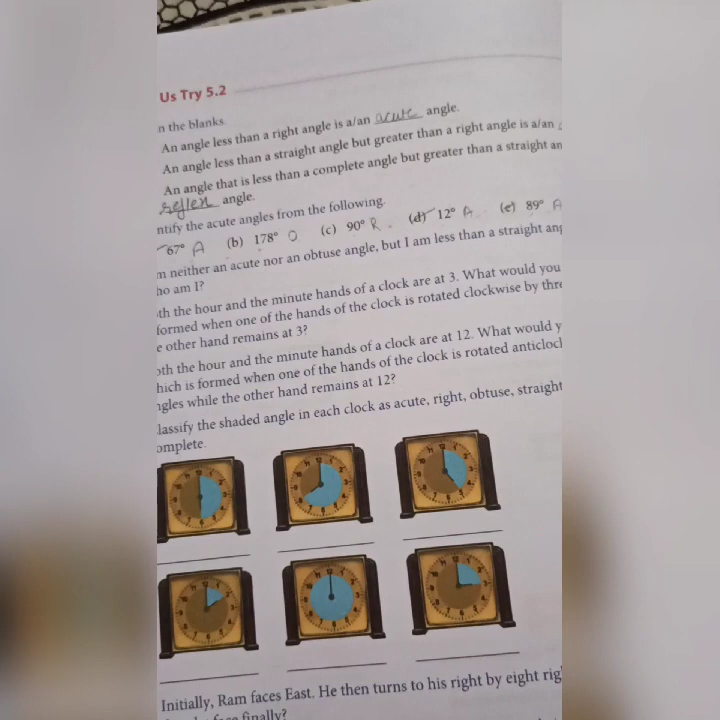 Us Try 5.2
n the blanks.
An angle less than a right angle is a/an acute angle.
An angle less than a straight angle but greater than a right angle is a/an
An angle that is less than a complete angle but greater than a straight an
reflex angle.
ntify the acute angles from the following.
67° A (b) 178° O (c) 90° R (d) 12° A (e) 89° A
m neither an acute nor an obtuse angle, but I am less than a straight ang
ho am I?
th the hour and the minute hands of a clock are at 3. What would you
formed when one of the hands of the clock is rotated clockwise by thre
e other hand remains at 3?
oth the hour and the minute hands of a clock are at 12. What would y
hich is formed when one of the hands of the clock is rotated anticlock
ngles while the other hand remains at 12?
lassify the shaded angle in each clock as acute, right, obtuse, straight
omplete.
Initially, Ram faces East. He then turns to his right by eight rig
face finally?